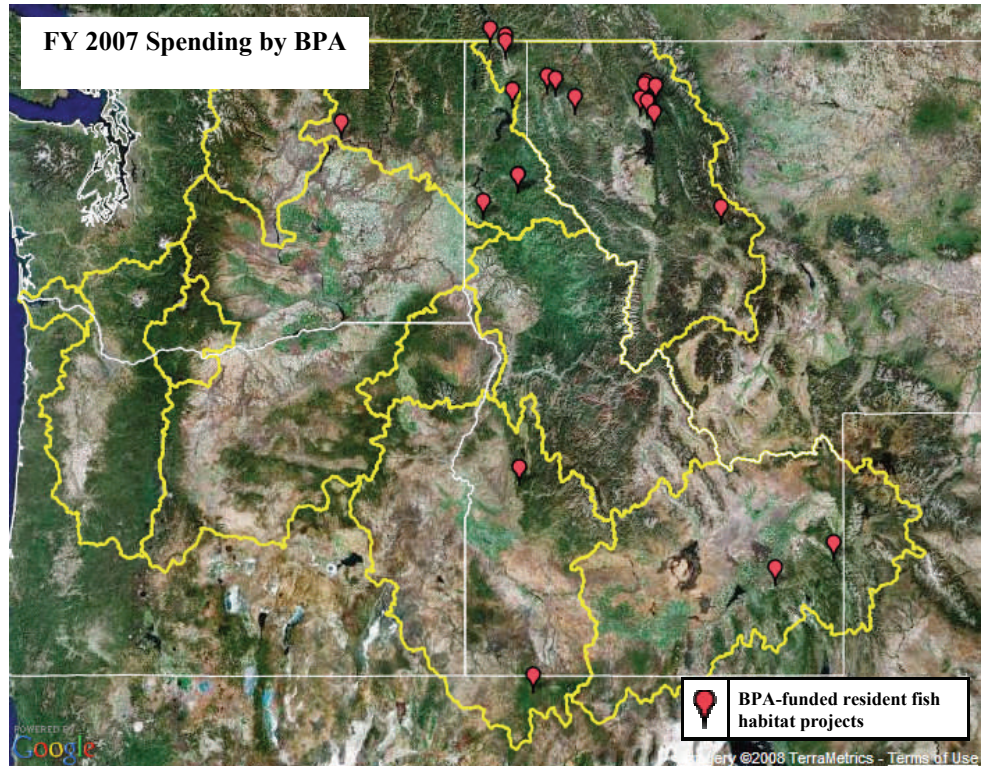 FY 2007 Spending by BPA
BPA-funded resident fish
habitat projects
POWERED BY
Google
©2008 TerraMetrics - Terms of Use